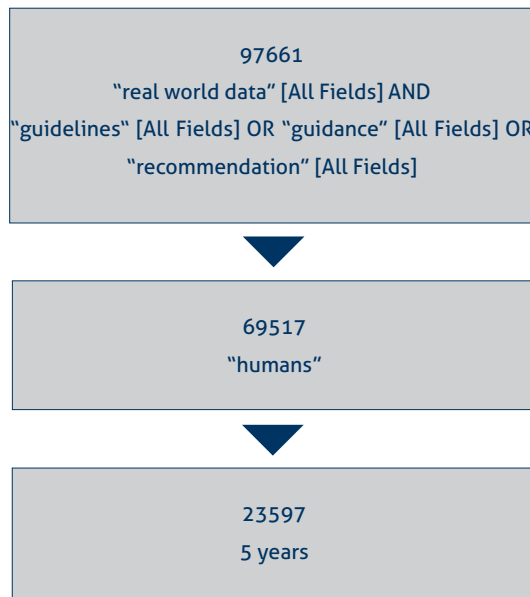 97661
“real world data” [All Fields] AND
“guidelines“ [All Fields] OR “guidance” [All Fields] OR
“recommendation” [All Fields]
69517
“humans”
23597
5 years